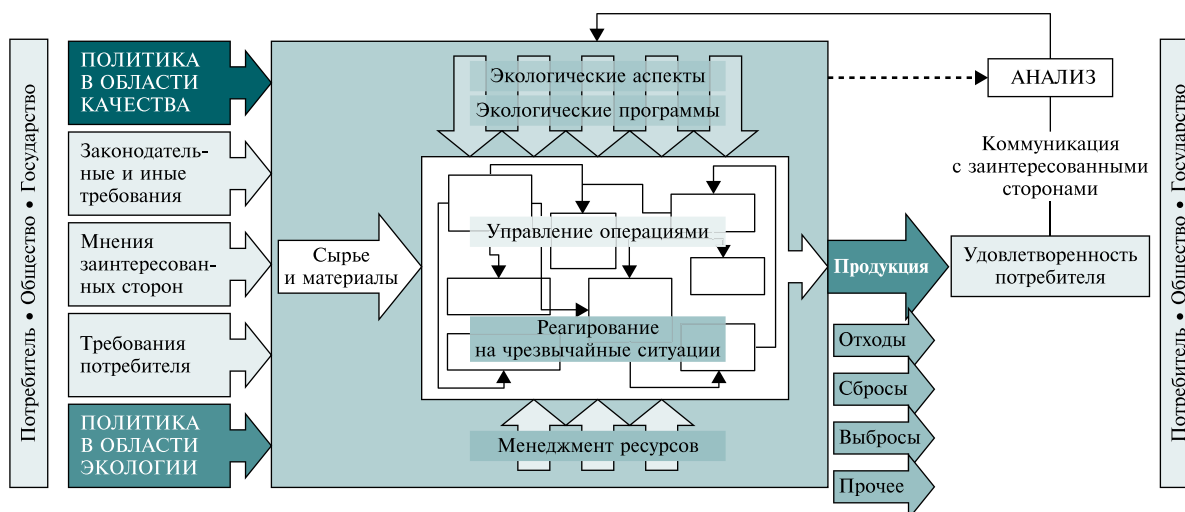 Потребитель • Общество • Государство
ПОЛИТИКА
В ОБЛАСТИ
КАЧЕСТВА
Законодатель-
ные и иные
требования
Мнения
заинтересован-
ных сторон
Требования
потребителя
ПОЛИТИКА
В ОБЛАСТИ
ЭКОЛОГИИ
Сырье
и материалы
Экологические аспекты
Экологические программы
Управление операциями
Реагирование
на чрезвычайные ситуации
Менеджмент ресурсов
Продукция
Отходы
Сбросы
Выбросы
Прочее
АНАЛИЗ
Коммуникация
с заинтересованными
сторонами
Удовлетворенность
потребителя
Потребитель • Общество • Государство